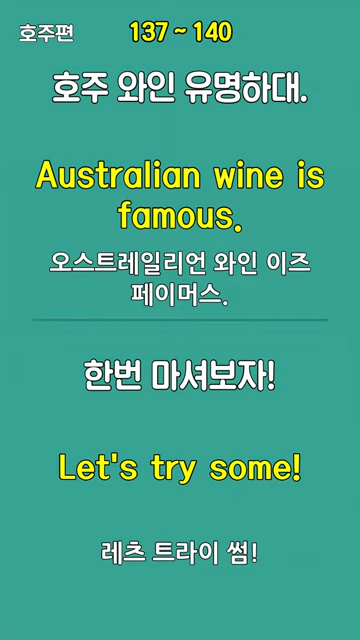 호주편
137 ~ 140
호주 와인 유명하대.
Australian wine is
famous.
오스트레일리언 와인 이즈
페이머스.
한번 마셔보자!
Let's try some!
레츠 트라이 썸!